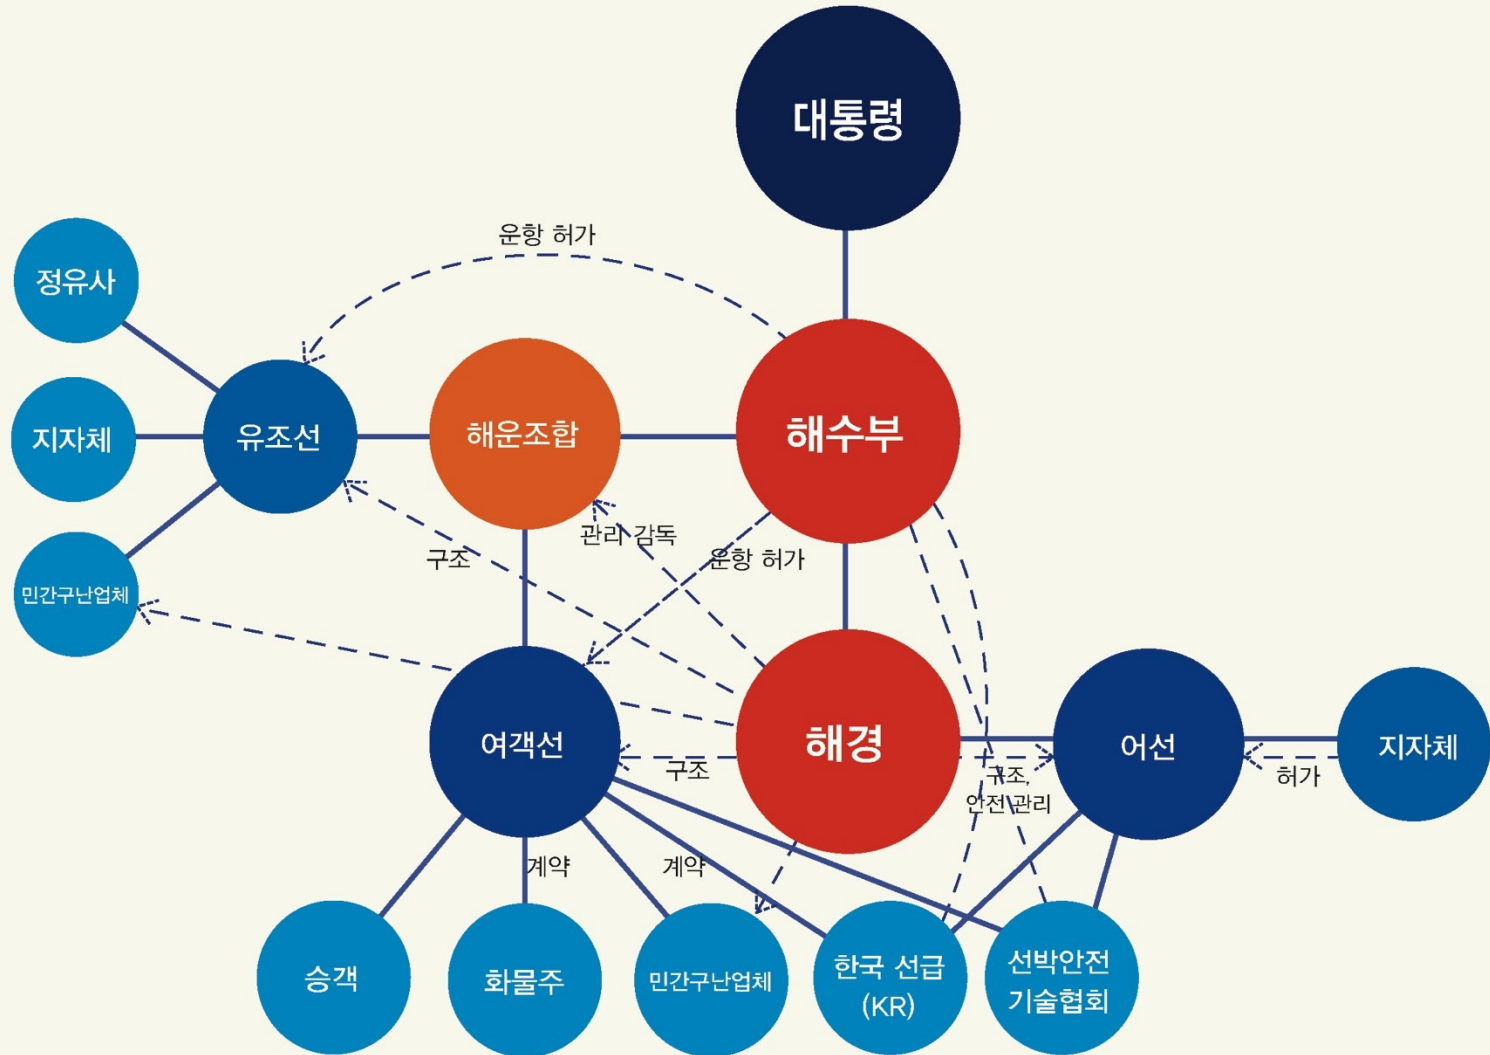 대통령
운항 허가
정유사
지자체
유조선
해운조합
해수부
민간구난업체
구조
관리 감독
운항 허가
여객선
해경
어선
지자체
구조
구조,
안전 관리
허가
계약
계약
승객
화물주
민간구난업체
한국 선급
(KR)
선박안전
기술협회